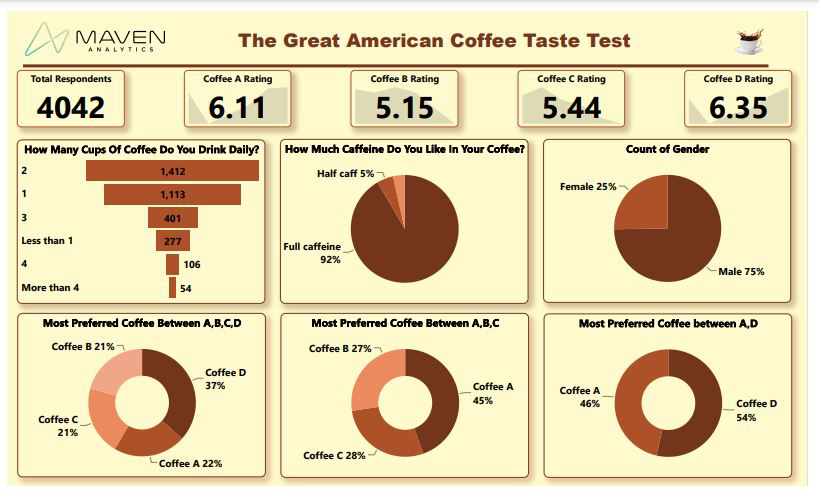 MAVEN
ANALYTICS
The Great American Coffee Taste Test
Total Respondents
4042
Coffee A Rating
6.11
Coffee B Rating
5.15
Coffee C Rating
5.44
Coffee D Rating
6.35
How Many Cups Of Coffee Do You Drink Daily?
2
1,412
1
1,113
3
401
Less than 1
277
4
106
More than 4
54
How Much Caffeine Do You Like In Your Coffee?
Half caff 5%
Full caffeine
92%
Count of Gender
Female 25%
Male 75%
Most Preferred Coffee Between A,B,C,D
Coffee B 21%
Coffee D
37%
Coffee C
21%
Coffee A 22%
Most Preferred Coffee Between A,B,C
Coffee B 27%
Coffee A
45%
Coffee C 28%
Most Preferred Coffee between A,D
Coffee A
46%
Coffee D
54%